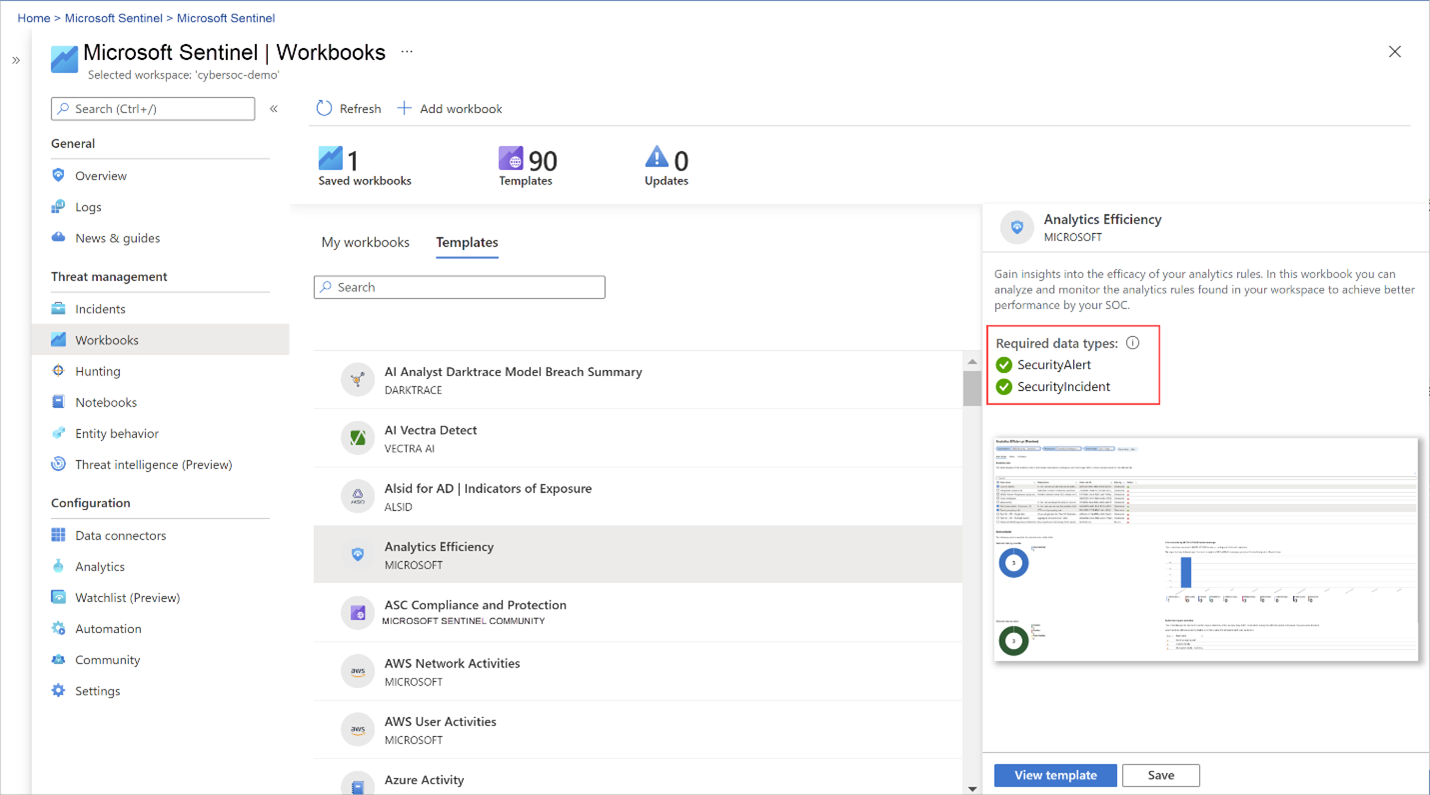 Home > Microsoft Sentinel > Microsoft Sentinel
Microsoft Sentinel | Workbooks ...
Selected workspace: 'cybersoc-demo'
Search (Ctrl+/)
General
Overview
Logs
News & guides
Threat management
Incidents
Workbooks
Hunting
Notebooks
Entity behavior
Threat intelligence (Preview)
Configuration
Data connectors
Analytics
Watchlist (Preview)
Automation
Community
Settings
Refresh
Add workbook
1
Saved workbooks
90
Templates
0
Updates
My workbooks
Templates
Search
AI Analyst Darktrace Model Breach Summary
DARKTRACE
AI Vectra Detect
VECTRA AI
ALSID
Alsid for AD | Indicators of Exposure
ALSID
Analytics Efficiency
MICROSOFT
ASC Compliance and Protection
MICROSOFT SENTINEL COMMUNITY
aws
AWS Network Activities
MICROSOFT
aws
AWS User Activities
MICROSOFT
Azure Activity
Analytics Efficiency
MICROSOFT
Gain insights into the efficacy of your analytics rules. In this workbook you can
analyze and monitor the analytics rules found in your workspace to achieve better
performance by your SOC.
Required data types:
SecurityAlert
SecurityIncident
3
3
View template
Save